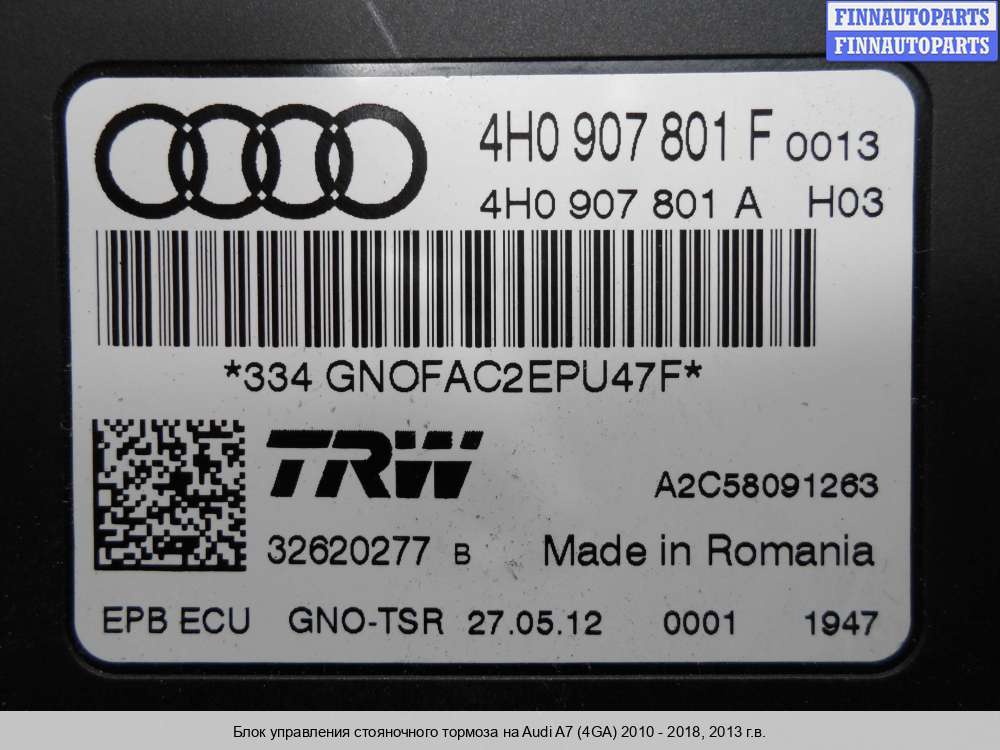 FINNAUTOPARTS
FINNAUTOPARTS
4H0 907 801 F 0013
4H0 907 801 A H03
*334 GNOFAC2EPU47F*
TRW
A2C58091263
32620277 B Made in Romania
EPB ECU GNO-TSR 27.05.12 0001 1947
Блок управления стояночного тормоза на Audi A7 (4GA) 2010 - 2018, 2013 г.в.